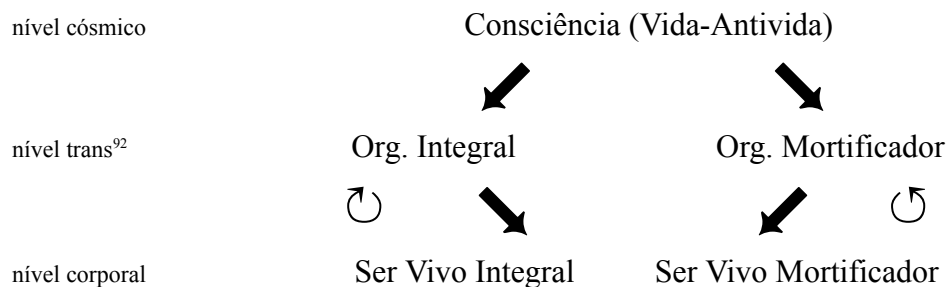 nível cósmico Consciência (Vida-Antivida)
nível trans92 Org. Integral Org. Mortificador
nível corporal Ser Vivo Integral Ser Vivo Mortificador